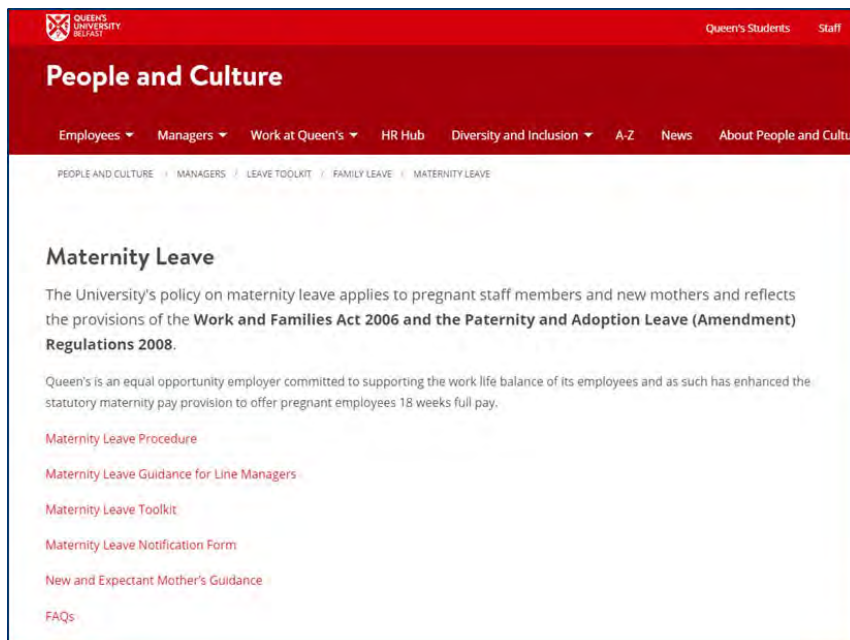 QUEEN'S
UNIVERSITY
BELFAST
Queen's Students Staff
People and Culture
Employees Managers Work at Queen's HR Hub Diversity and Inclusion A-Z News About People and Cultu
PEOPLE AND CULTURE / MANAGERS / LEAVE TOOLKIT / FAMILY LEAVE / MATERNITY LEAVE
Maternity Leave
The University's policy on maternity leave applies to pregnant staff members and new mothers and reflects
the provisions of the Work and Families Act 2006 and the Paternity and Adoption Leave (Amendment)
Regulations 2008.
Queen's is an equal opportunity employer committed to supporting the work life balance of its employees and as such has enhanced the
statutory maternity pay provision to offer pregnant employees 18 weeks full pay.
Maternity Leave Procedure
Maternity Leave Guidance for Line Managers
Maternity Leave Toolkit
Maternity Leave Notification Form
New and Expectant Mother's Guidance
FAQs